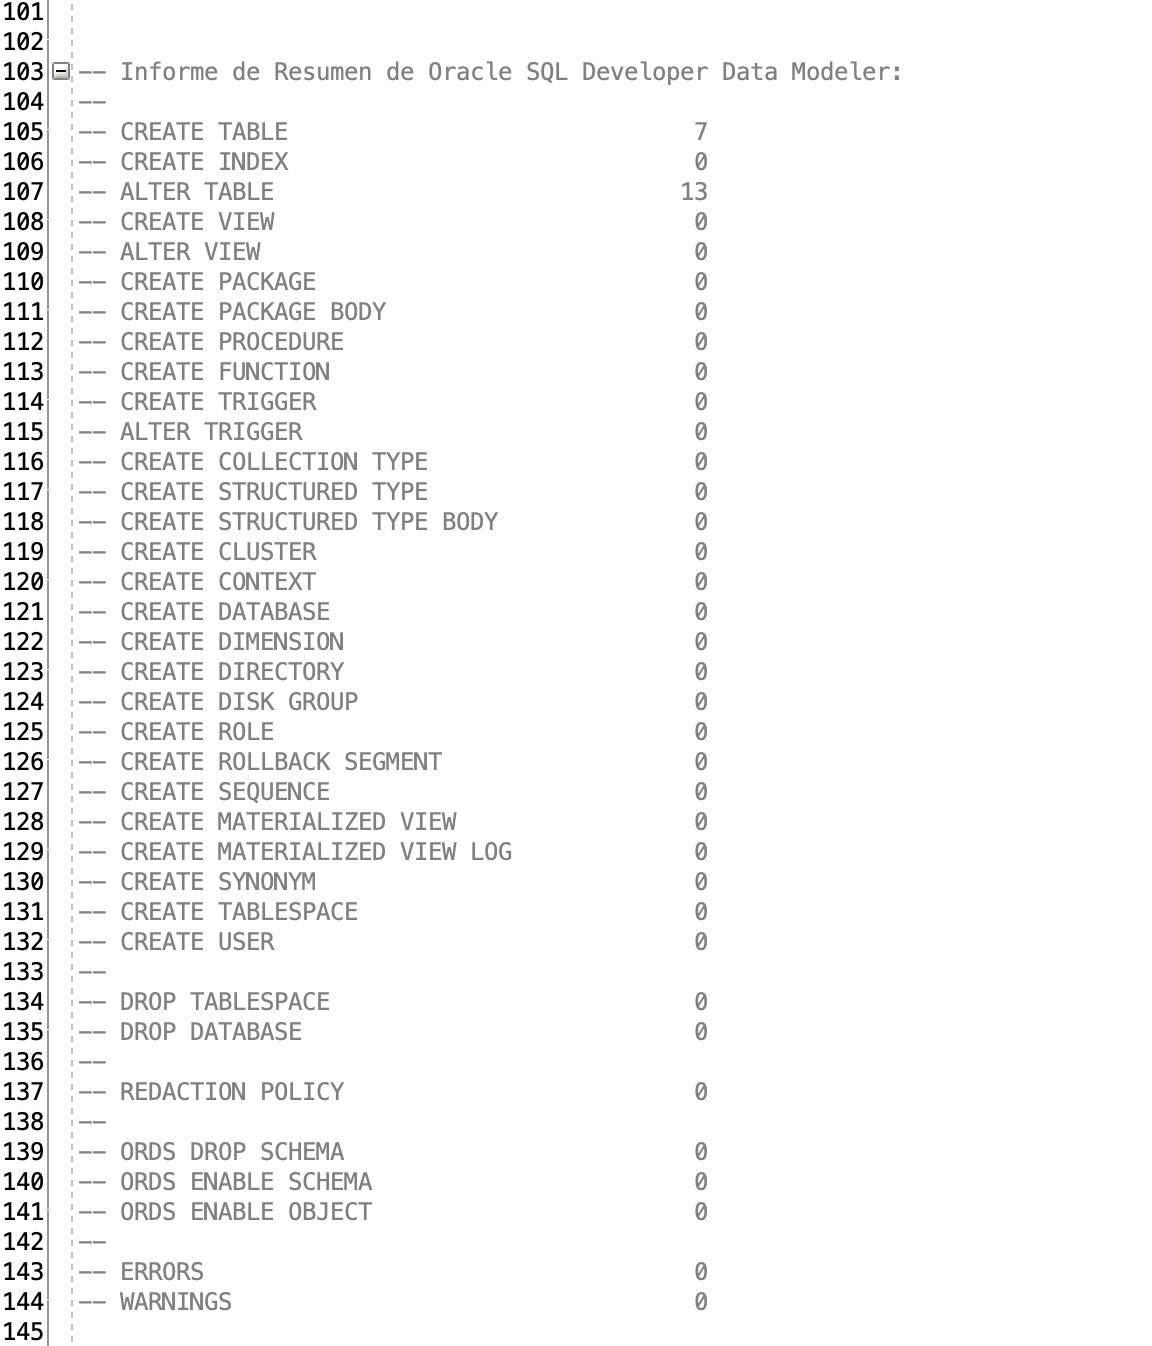 101
102
103 -- Informe de Resumen de Oracle SQL Developer Data Modeler:
104 --
105 -- CREATE TABLE 7
106 -- CREATE INDEX 0
107 -- ALTER TABLE 13
108 -- CREATE VIEW 0
109 -- ALTER VIEW 0
110 -- CREATE PACKAGE 0
111 -- CREATE PACKAGE BODY 0
112 -- CREATE PROCEDURE 0
113 -- CREATE FUNCTION 0
114 -- CREATE TRIGGER 0
115 -- ALTER TRIGGER 0
116 -- CREATE COLLECTION TYPE 0
117 -- CREATE STRUCTURED TYPE 0
118 -- CREATE STRUCTURED TYPE BODY 0
119 -- CREATE CLUSTER 0
120 -- CREATE CONTEXT 0
121 -- CREATE DATABASE 0
122 -- CREATE DIMENSION 0
123 -- CREATE DIRECTORY 0
124 -- CREATE DISK GROUP 0
125 -- CREATE ROLE 0
126 -- CREATE ROLLBACK SEGMENT 0
127 -- CREATE SEQUENCE 0
128 -- CREATE MATERIALIZED VIEW 0
129 -- CREATE MATERIALIZED VIEW LOG 0
130 -- CREATE SYNONYM 0
131 -- CREATE TABLESPACE 0
132 -- CREATE USER 0
133 --
134 -- DROP TABLESPACE 0
135 -- DROP DATABASE 0
136 --
137 -- REDACTION POLICY 0
138 --
139 -- ORDS DROP SCHEMA 0
140 -- ORDS ENABLE SCHEMA 0
141 -- ORDS ENABLE OBJECT 0
142 --
143 -- ERRORS 0
144 -- WARNINGS 0
145